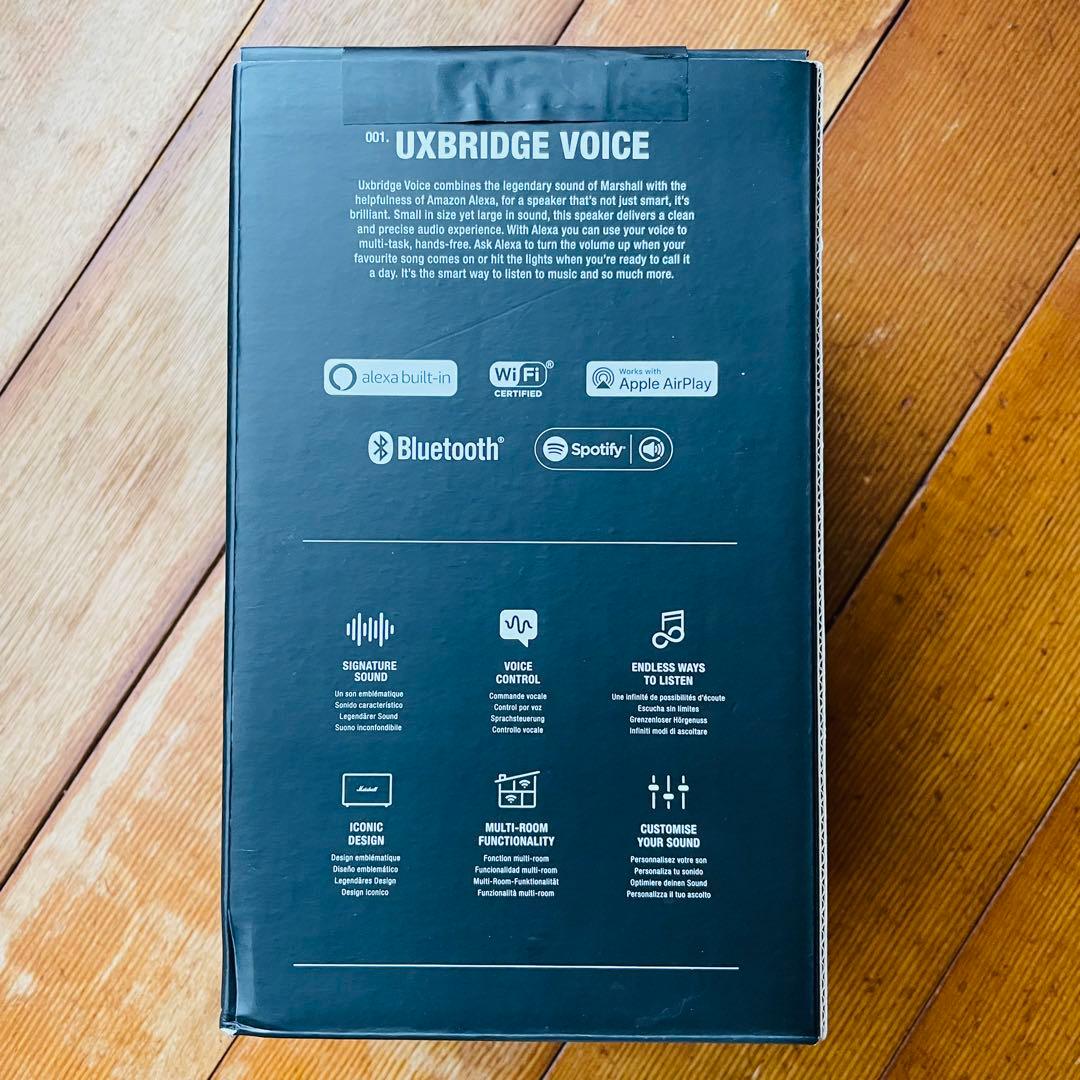 001. UXBRIDGE VOICE
Uxbridge Voice combines the legendary sound of Marshall with the
helpfulness of Amazon Alexa, for a speaker that's not just smart, it's
brilliant. Small in size yet large in sound, this speaker delivers a clean
and precise audio experience. With Alexa you can use your voice to
multi-task, hands-free. Ask Alexa to turn the volume up when your
favourite song comes on or hit the lights when you're ready to call it
a day. It's the smart way to listen to music and so much more.
alexa built-in
WiFi®
CERTIFIED
Works with
Apple AirPlay
Bluetooth®
Spotify
SIGNATURE
SOUND
Un son emblématique
Sonido característico
Legendärer Sound
Suono inconfondibile
VOICE
CONTROL
Commande vocale
Control por voz
Sprachsteuerung
Controllo vocale
ENDLESS WAYS
TO LISTEN
Une infinité de possibilités d'écoute
Escucha sin límites
Grenzenloser Hörgenuss
Infiniti modi di ascoltare
Marshall
ICONIC
DESIGN
Design emblématique
Diseño emblemático
Legendäres Design
Design iconico
MULTI-ROOM
FUNCTIONALITY
Fonction multi-room
Funcionalidad multi-room
Multi-Room-Funktionalität
Funzionalità multi-room
CUSTOMISE
YOUR SOUND
Personnalisez votre son
Personaliza tu sonido
Optimiere deinen Sound
Personalizza il tuo ascolto